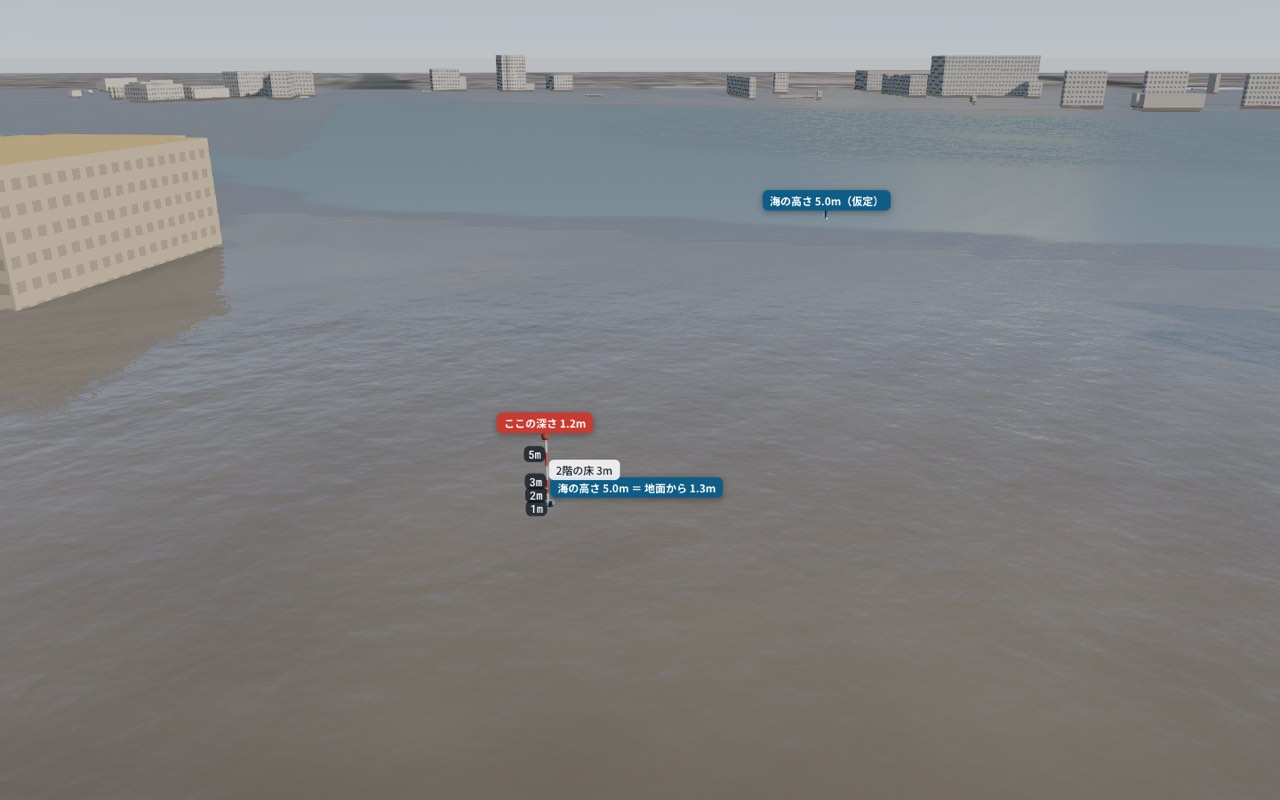 海の高さ 5.0m（仮定）
ここの深さ 1.2m
5m
2階の床 3m
3m
海の高さ 5.0m ＝ 地面から 1.3m
2m
1m